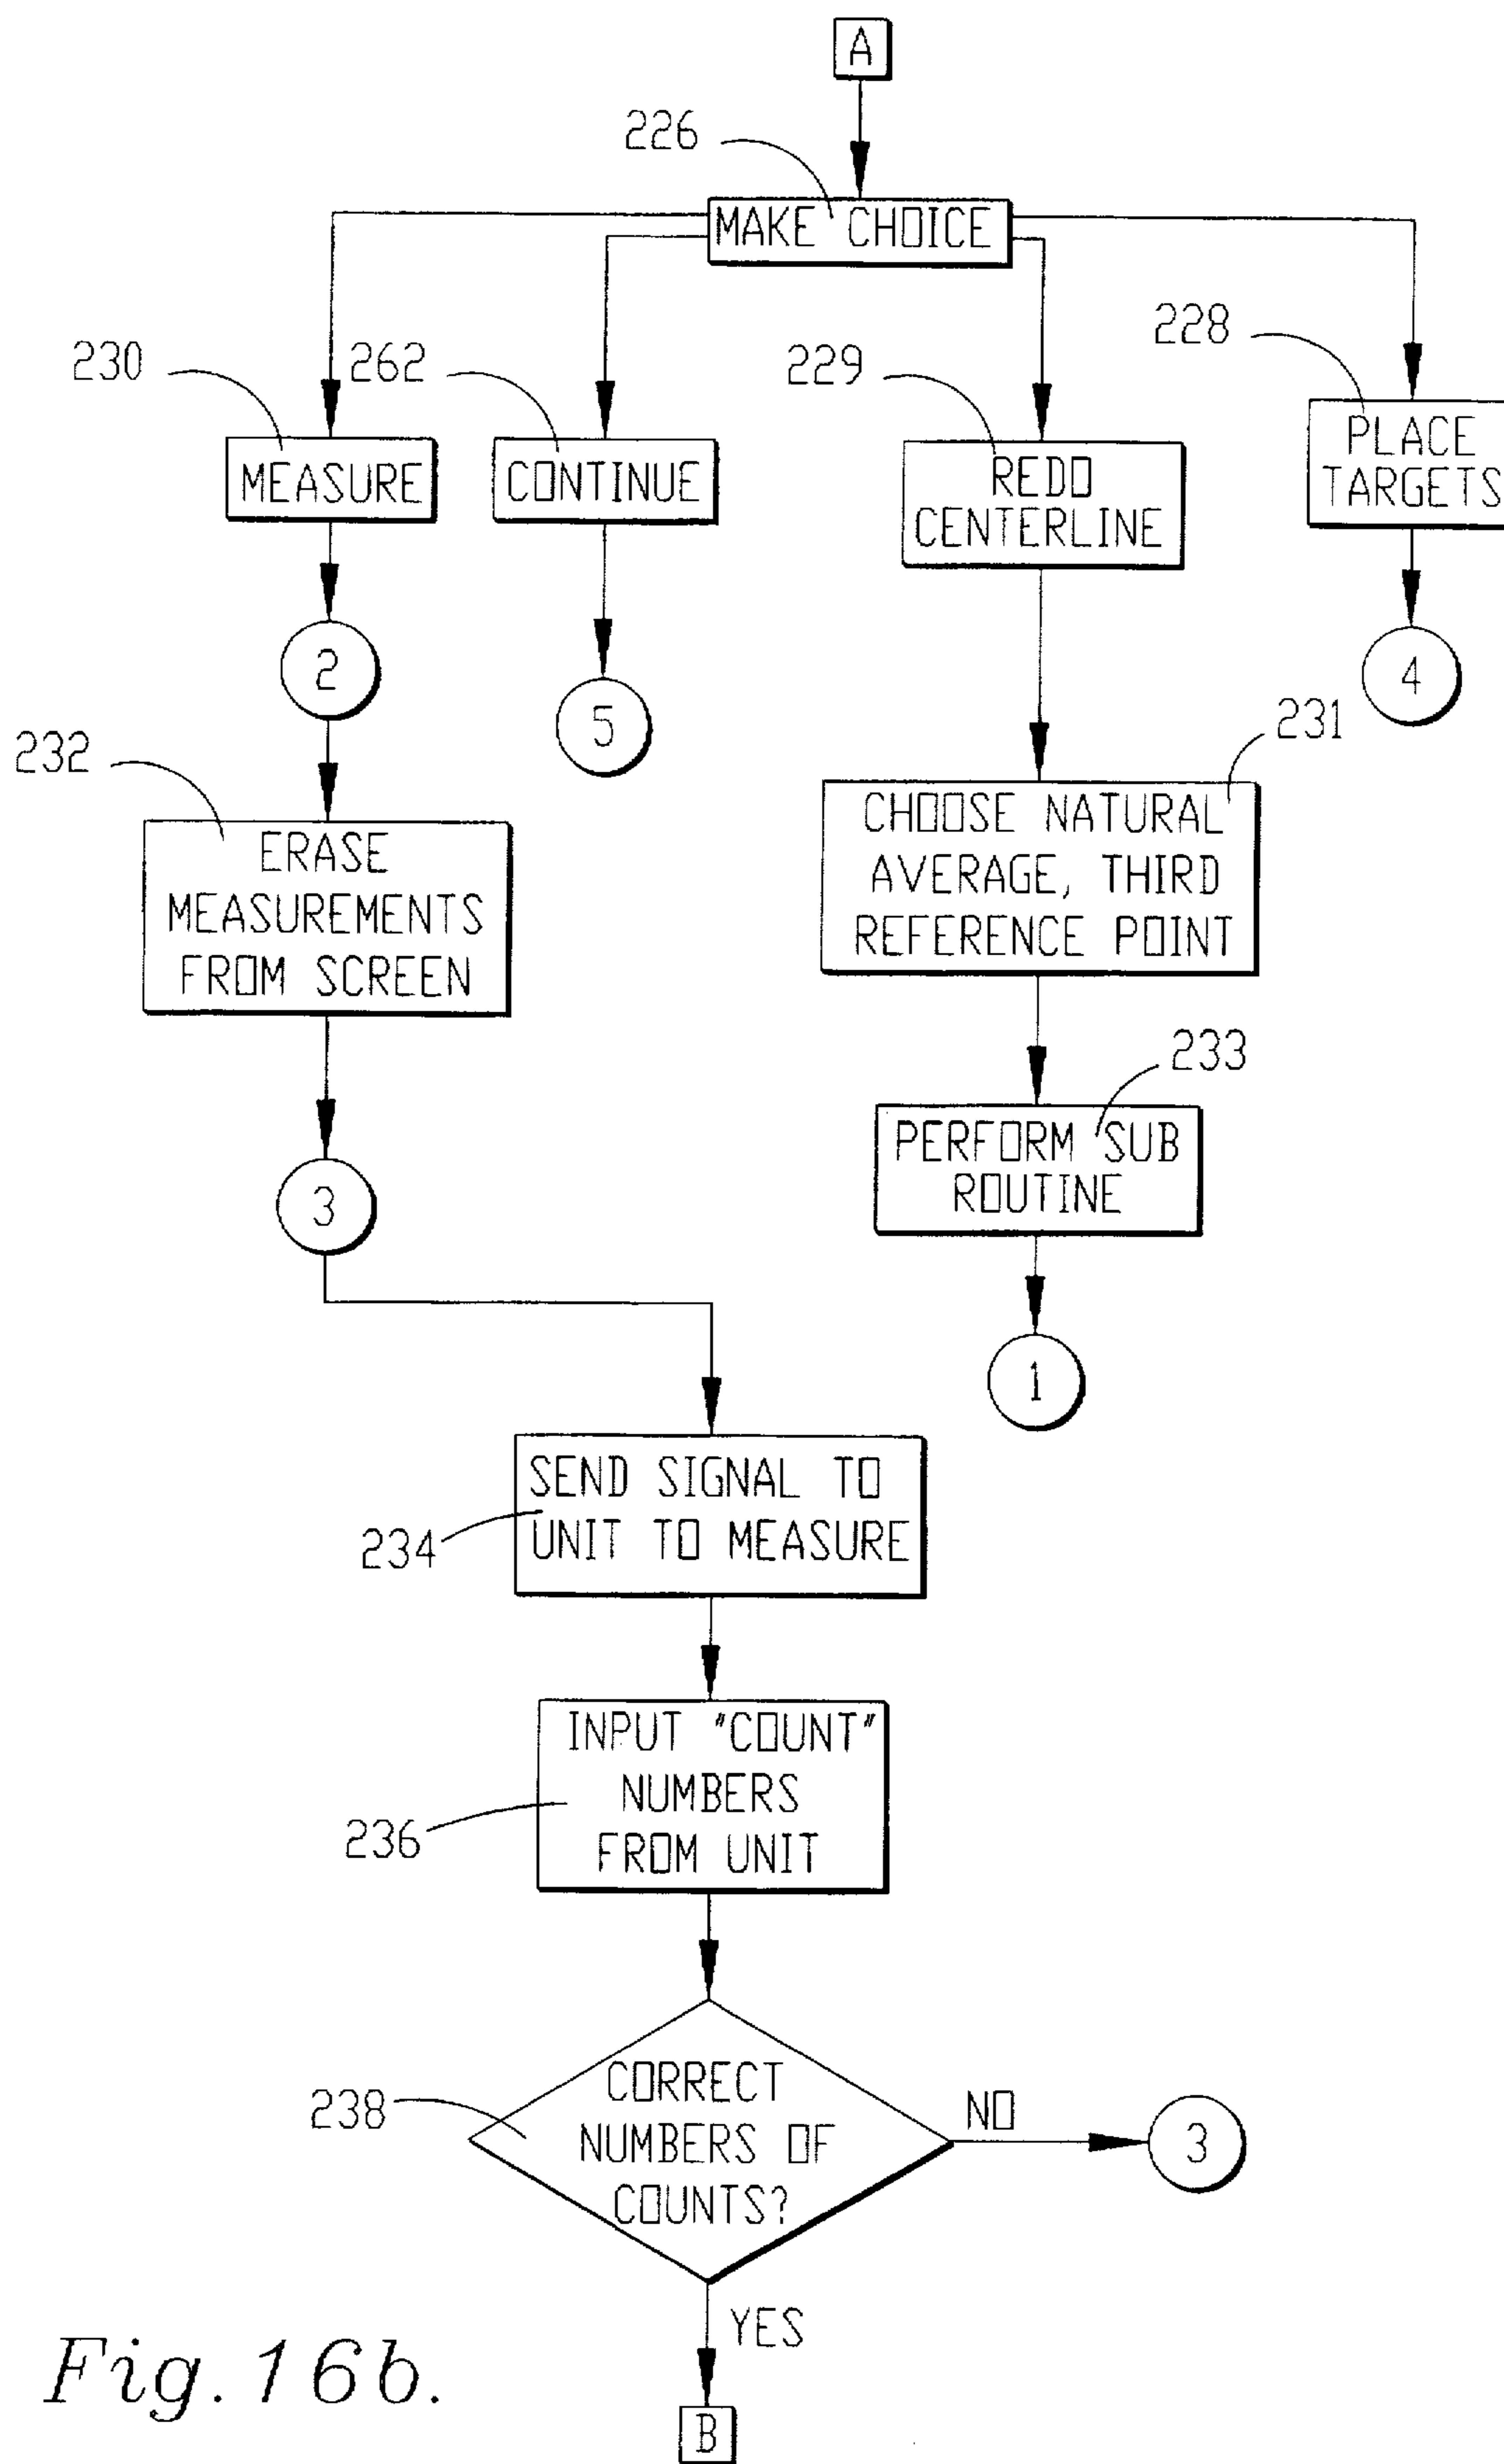 A
226
MAKE CHOICE
230
262
229
228
MEASURE
CONTINUE
REDO
CENTERLINE
PLACE
TARGETS
2
5
4
232
231
ERASE
MEASUREMENTS
FROM SCREEN
CHOOSE NATURAL
AVERAGE, THIRD
REFERENCE POINT
233
PERFORM SUB
ROUTINE
3
1
SEND SIGNAL TO
UNIT TO MEASURE
234
INPUT "COUNT"
NUMBERS
FROM UNIT
236
CORRECT
NUMBERS OF
COUNTS?
238
NO
3
YES
B
Fig. 16b.